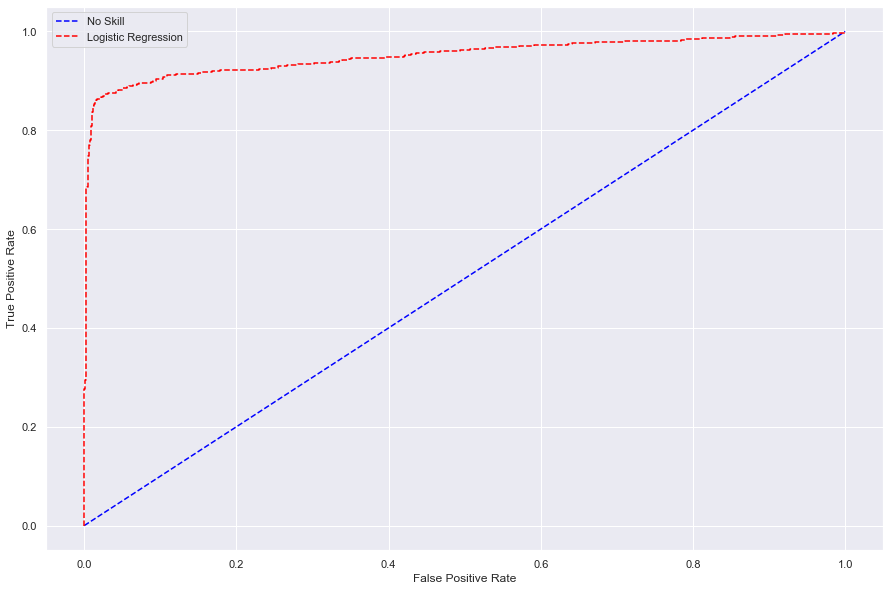 No Skill
Logistic Regression
1.0
0.8
0.6
0.4
0.2
0.0
True Positive Rate
0.0 0.2 0.4 0.6 0.8 1.0
False Positive Rate